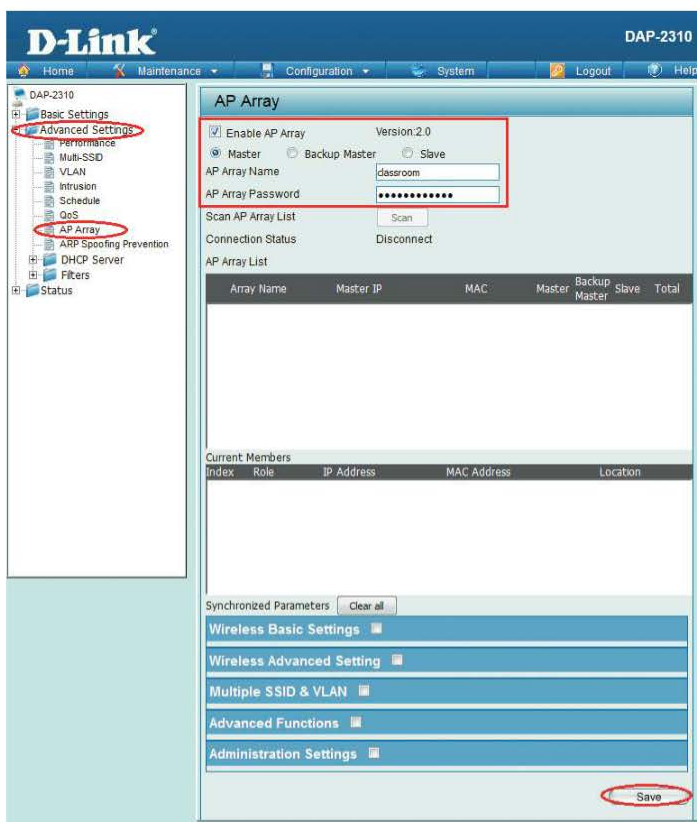 D-Link®
DAP-2310
Home Maintenance Configuration System Logout Help
DAP-2310
Basic Settings
Advanced Settings
Performance
Multi-SSID
VLAN
Intrusion
Schedule
QoS
AP Array
ARP Spoofing Prevention
DHCP Server
Filters
Status
AP Array
Enable AP Array Version:2.0
Master Backup Master Slave
AP Array Name classroom
AP Array Password ●●●●●●●●●●●●
Scan AP Array List Scan
Connection Status Disconnect
AP Array List
Array Name Master IP MAC Master Backup Master Slave Total
Current Members
Index Role IP Address MAC Address Location
Synchronized Parameters Clear all
Wireless Basic Settings
Wireless Advanced Setting
Multiple SSID & VLAN
Advanced Functions
Administration Settings
Save